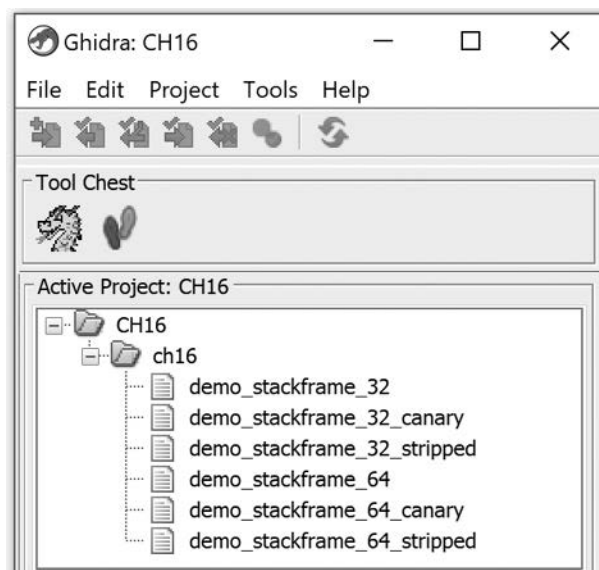 Ghidra: CH16
File Edit Project Tools Help
Tool Chest
Active Project: CH16
CH16
ch16
demo_stackframe_32
demo_stackframe_32_canary
demo_stackframe_32_stripped
demo_stackframe_64
demo_stackframe_64_canary
demo_stackframe_64_stripped